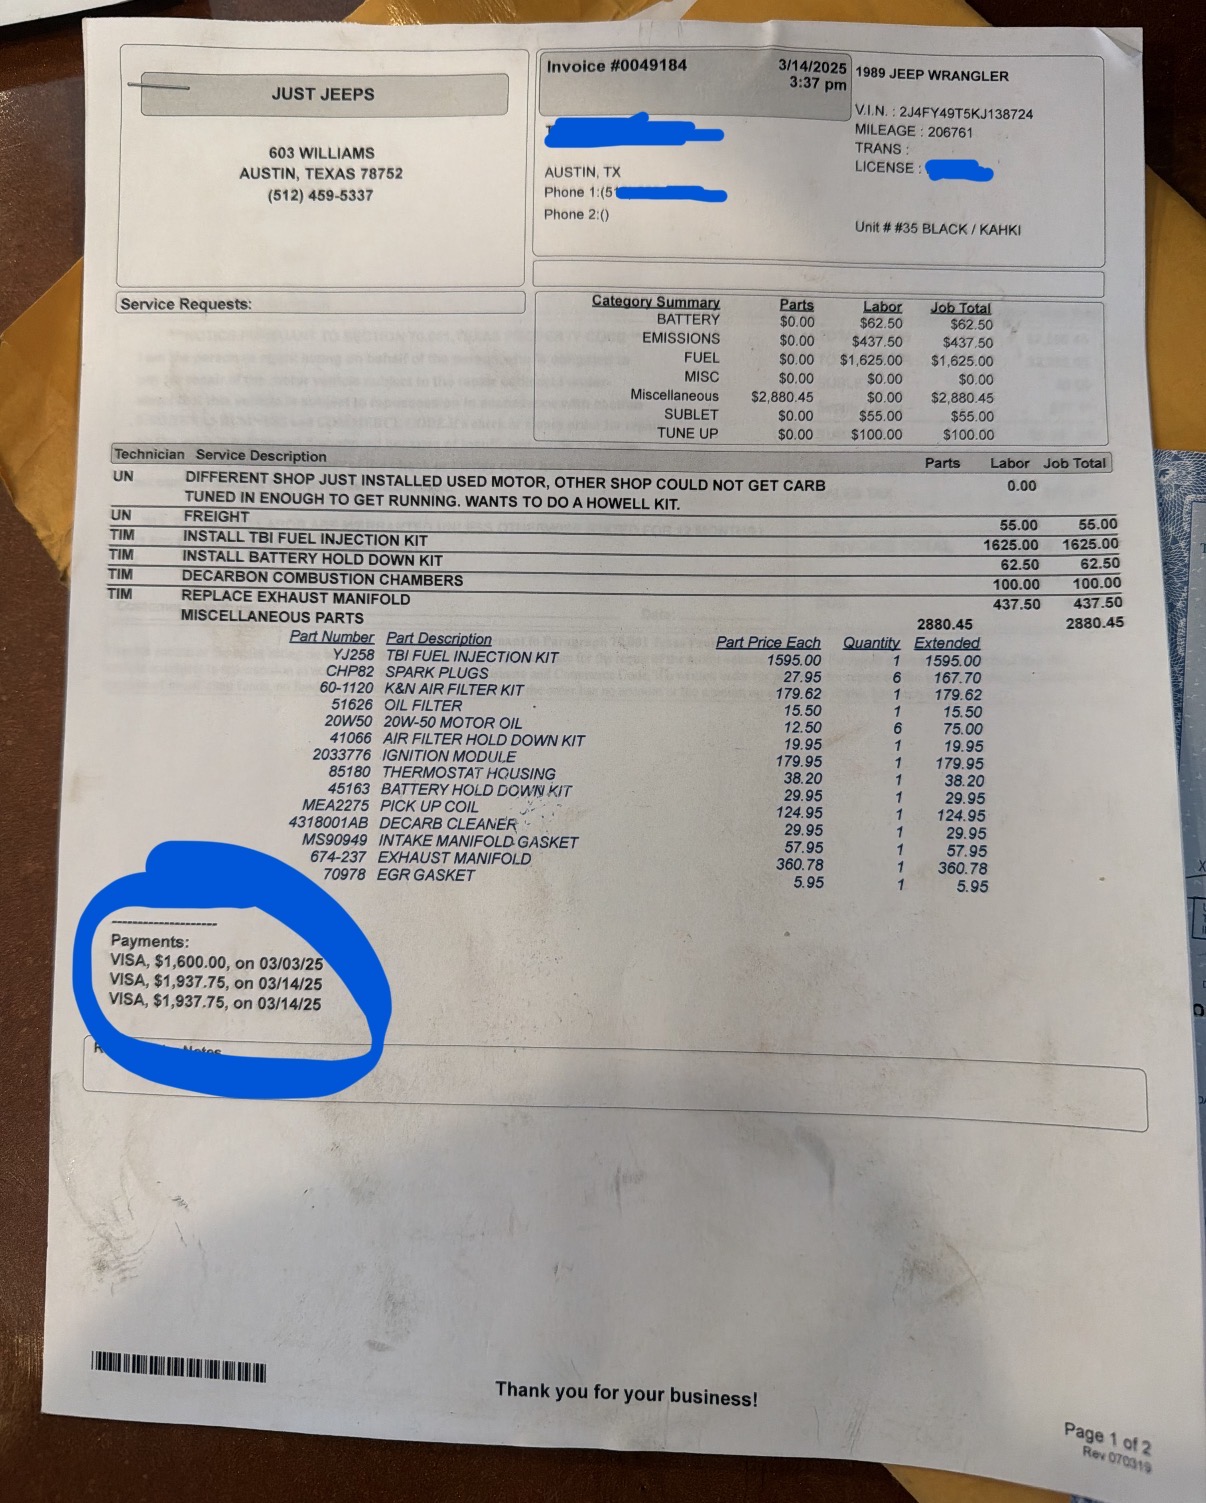 JUST JEEPS
603 WILLIAMS
AUSTIN, TEXAS 78752
(512) 459-5337
Invoice #0049184
3/14/2025
3:37 pm
AUSTIN, TX
Phone 1:(5
Phone 2:()
1989 JEEP WRANGLER
V.I.N. : 2J4FY49T5KJ138724
MILEAGE : 206761
TRANS :
LICENSE :
Unit # #35 BLACK / KAHKI
Service Requests:
Category Summary Parts Labor Job Total
BATTERY $0.00 $62.50 $62.50
EMISSIONS $0.00 $437.50 $437.50
FUEL $0.00 $1,625.00 $1,625.00
MISC $0.00 $0.00 $0.00
Miscellaneous $2,880.45 $0.00 $2,880.45
SUBLET $0.00 $55.00 $55.00
TUNE UP $0.00 $100.00 $100.00
Technician Service Description Parts Labor Job Total
UN DIFFERENT SHOP JUST INSTALLED USED MOTOR, OTHER SHOP COULD NOT GET CARB 0.00
TUNED IN ENOUGH TO GET RUNNING. WANTS TO DO A HOWELL KIT.
UN FREIGHT 55.00 55.00
TIM INSTALL TBI FUEL INJECTION KIT 1625.00 1625.00
TIM INSTALL BATTERY HOLD DOWN KIT 62.50 62.50
TIM DECARBON COMBUSTION CHAMBERS 100.00 100.00
TIM REPLACE EXHAUST MANIFOLD 437.50 437.50
MISCELLANEOUS PARTS 2880.45 2880.45
Part Number Part Description Part Price Each Quantity Extended
YJ258 TBI FUEL INJECTION KIT 1595.00 1 1595.00
CHP82 SPARK PLUGS 27.95 6 167.70
60-1120 K&N AIR FILTER KIT 179.62 1 179.62
51626 OIL FILTER 15.50 1 15.50
20W50 20W-50 MOTOR OIL 12.50 6 75.00
41066 AIR FILTER HOLD DOWN KIT 19.95 1 19.95
2033776 IGNITION MODULE 179.95 1 179.95
85180 THERMOSTAT HOUSING 38.20 1 38.20
45163 BATTERY HOLD DOWN KIT 29.95 1 29.95
MEA2275 PICK UP COIL 124.95 1 124.95
4318001AB DECARB CLEANER 29.95 1 29.95
MS90949 INTAKE MANIFOLD GASKET 57.95 1 57.95
674-237 EXHAUST MANIFOLD 360.78 1 360.78
70978 EGR GASKET 5.95 1 5.95
--------------------
Payments:
VISA, $1,600.00, on 03/03/25
VISA, $1,937.75, on 03/14/25
VISA, $1,937.75, on 03/14/25
Notes
Thank you for your business!
Page 1 of 2
Rev 070319